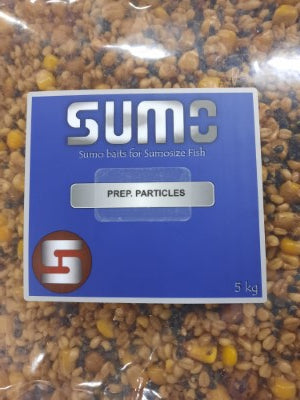 SUMO
Sumo baits for Sumosize Fish
PREP. PARTICLES
S
5 kg